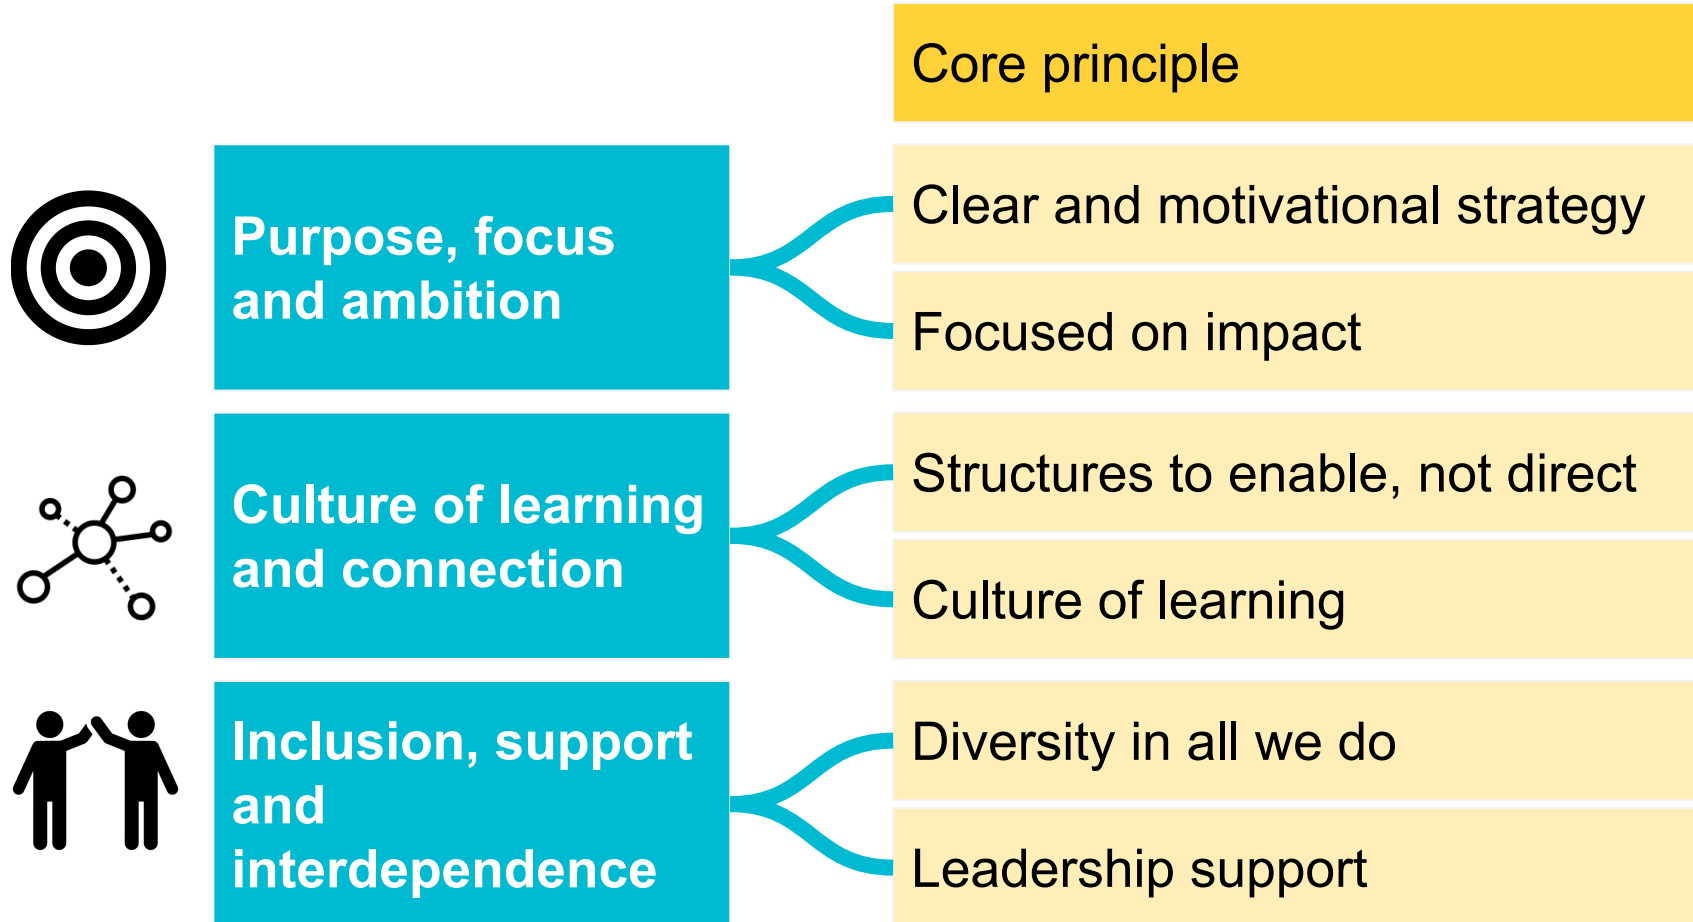 Core principle
Purpose, focus
and ambition
Clear and motivational strategy
Focused on impact
Culture of learning
and connection
Structures to enable, not direct
Culture of learning
Inclusion, support
and
interdependence
Diversity in all we do
Leadership support